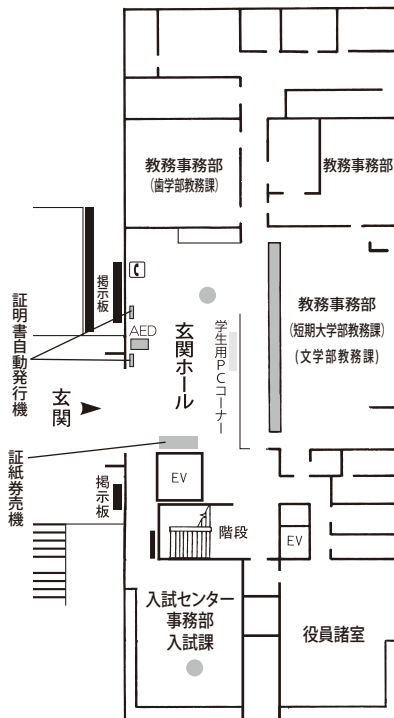 教務事務部
(歯学部教務課)
教務事務部
掲示板
証明書自動発行機
AED
玄関ホール
学生用PCコーナー
教務事務部
(短期大学部教務課)
(文学部教務課)
玄関
証紙券売機
掲示板
EV
階段
EV
入試センター
事務部
入試課
役員諸室